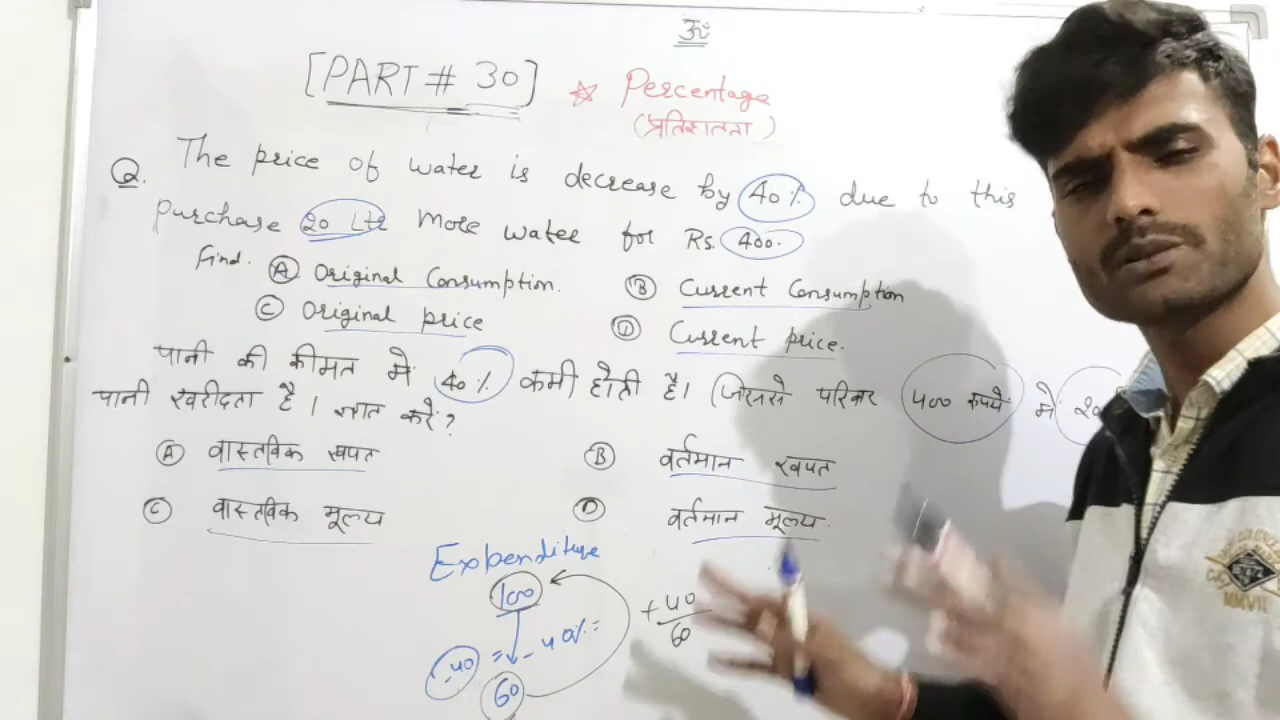 ॐ
[PART # 30] ☆ Percentage
(प्रतिशतता)
Q. The price of water is decrease by 40% due to this
Purchase 20 Ltr More water for Rs. 400.
Find. (A) Original Consumption. (B) Current Consumption
(C) Original price (D) Current price.
पानी की कीमत में 40% कमी होती है। जिससे परिवार 400 रूपये में 20
पानी खरीदता है। ज्ञात करें?
(A) वास्तविक खपत (B) वर्तमान खपत
(C) वास्तविक मूल्य (D) वर्तमान मूल्य.
Expenditure
100
-40 = - 40% = + 40/60
60